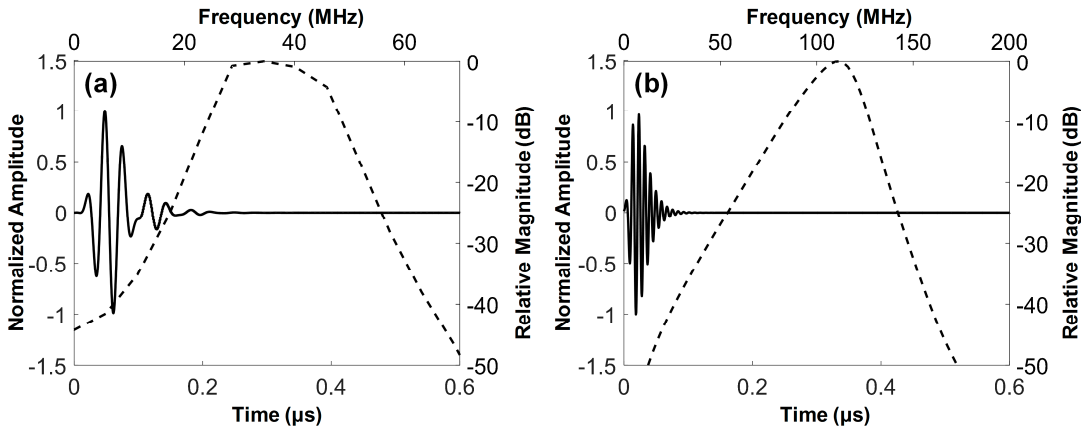 Frequency (MHz)
0 20 40 60
(a)
Normalized Amplitude
1.5
1
0.5
0
-0.5
-1
-1.5
0
-10
-20
-30
-40
-50
Relative Magnitude (dB)
0 0.2 0.4 0.6
Time (µs)
Frequency (MHz)
0 50 100 150 200
(b)
Normalized Amplitude
1.5
1
0.5
0
-0.5
-1
-1.5
0
-10
-20
-30
-40
-50
Relative Magnitude (dB)
0 0.2 0.4 0.6
Time (µs)